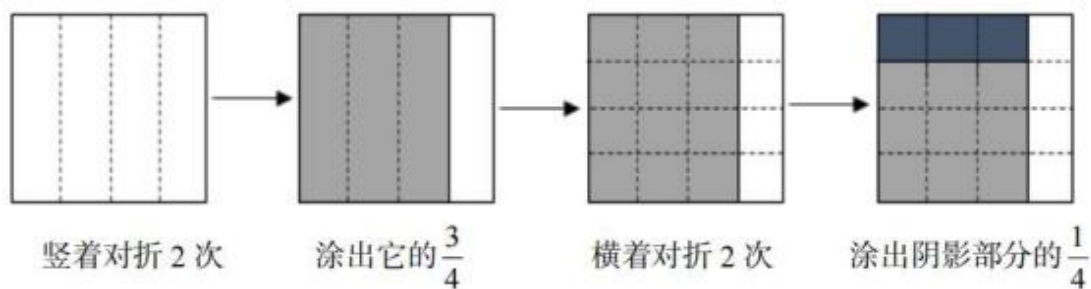 竖着对折 2 次
涂出它的 3/4
横着对折 2 次
涂出阴影部分的 1/4